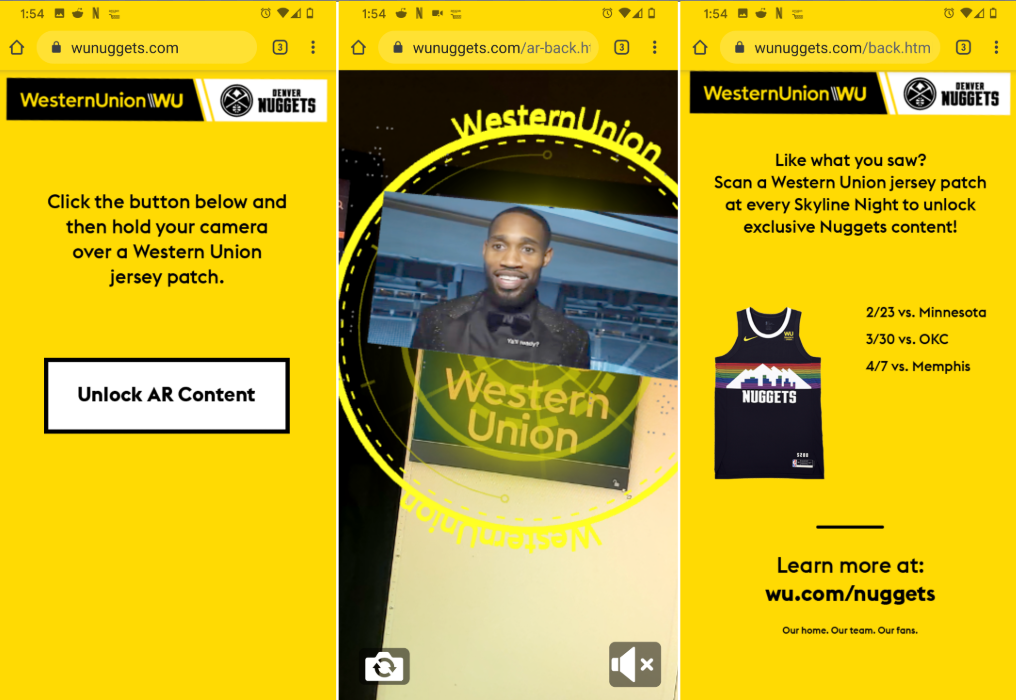 1:54
wunuggets.com
3
WesternUnion WU
DENVER
NUGGETS
Click the button below and
then hold your camera
over a Western Union
jersey patch.
Unlock AR Content
1:54
wunuggets.com/ar-back.ht
3
WesternUnion
Western
Union
WesternUnion
1:54
wunuggets.com/back.htm
3
WesternUnion WU
DENVER
NUGGETS
Like what you saw?
Scan a Western Union jersey patch
at every Skyline Night to unlock
exclusive Nuggets content!
WU
NUGGETS
5280
2/23 vs. Minnesota
3/30 vs. OKC
4/7 vs. Memphis
Learn more at:
wu.com/nuggets
Our home. Our team. Our fans.